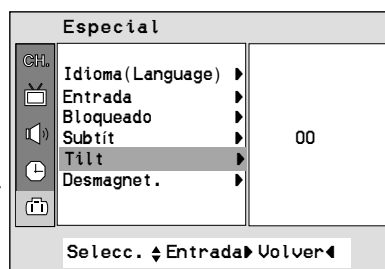 Especial
CH.
Idioma(Language) ▶
Entrada ▶
Bloqueado ▶
Subtít ▶
00
Tilt ▶
Desmagnet. ▶
Selecc. ▲▼ Entrada▶ Volver◀